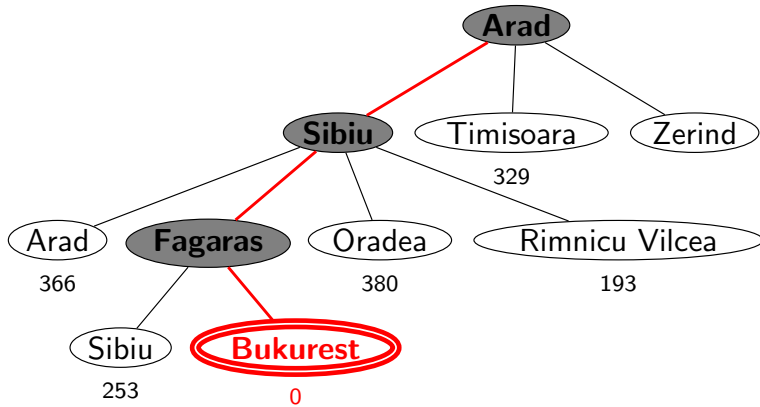 Arad
Sibiu Timisoara Zerind
329
Arad Fagaras Oradea Rimnicu Vilcea
366 380 193
Sibiu Bukurest
253 0